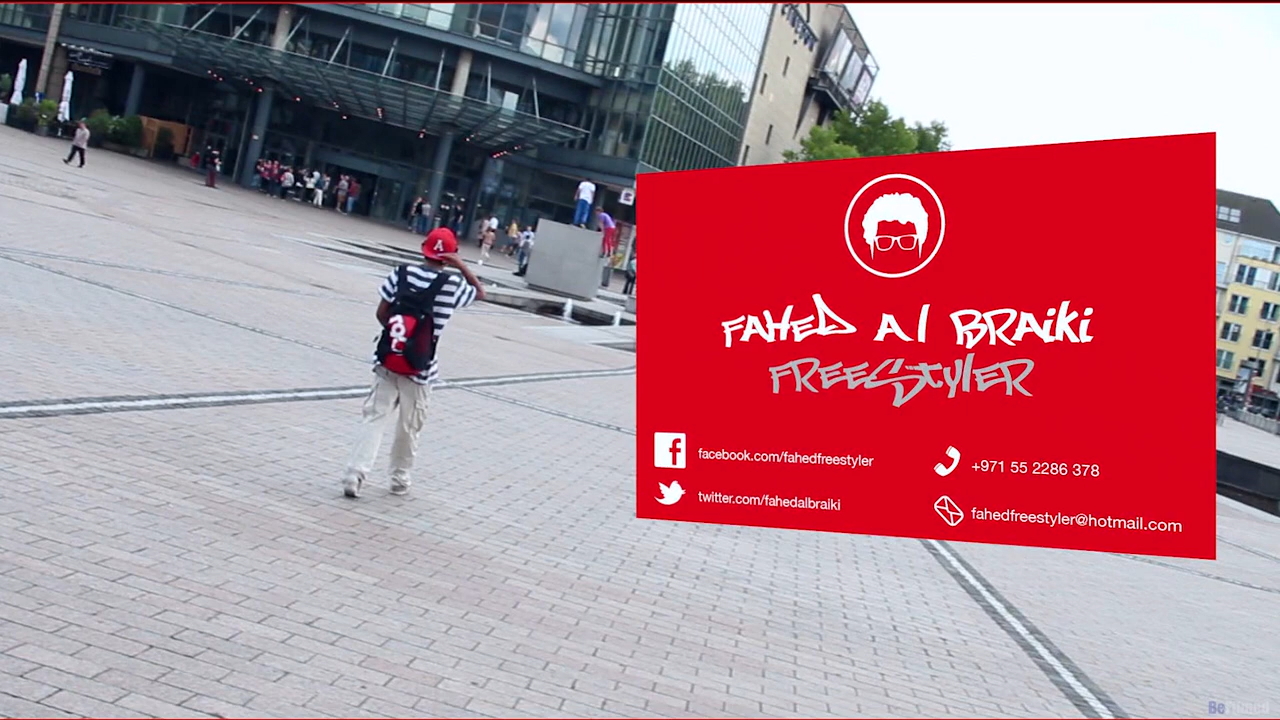 A
FAHED Al BRAiKi
FREESTYLER
facebook.com/fahedfreestyler
twitter.com/fahedalbraiki
+971 55 2286 378
fahedfreestyler@hotmail.com